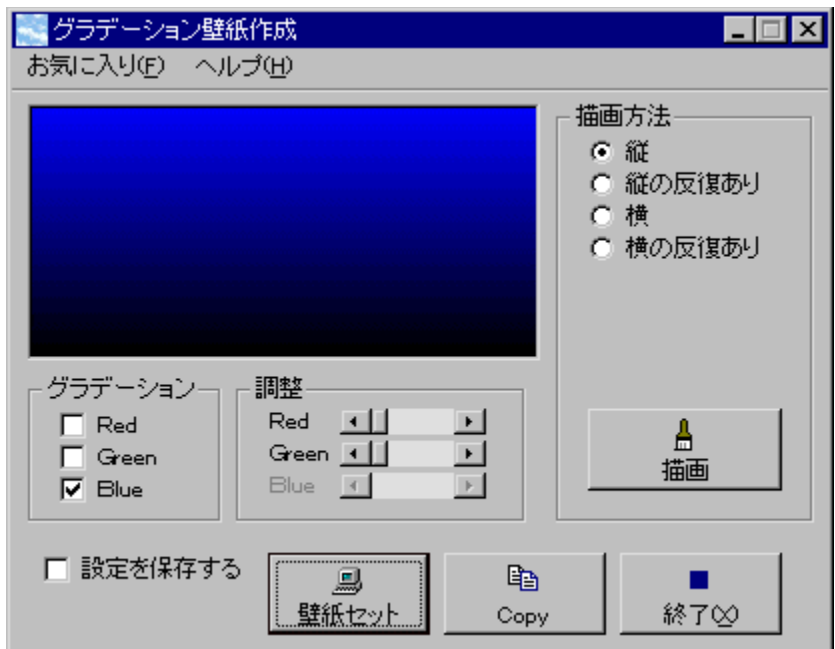 グラデーション壁紙作成
お気に入り(F) ヘルプ(H)
描画方法
縦
縦の反復あり
横
横の反復あり
グラデーション
Red
Green
Blue
調整
Red
Green
Blue
描画
設定を保存する
壁紙セット
Copy
終了(X)